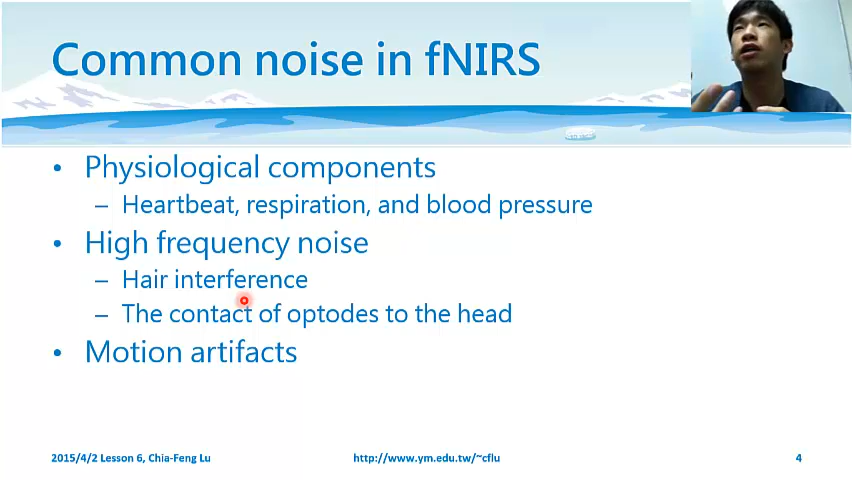 Common noise in fNIRS
• Physiological components
– Heartbeat, respiration, and blood pressure
• High frequency noise
– Hair interference
– The contact of optodes to the head
• Motion artifacts
2015/4/2 Lesson 6, Chia-Feng Lu
http://www.ym.edu.tw/~cflu
4